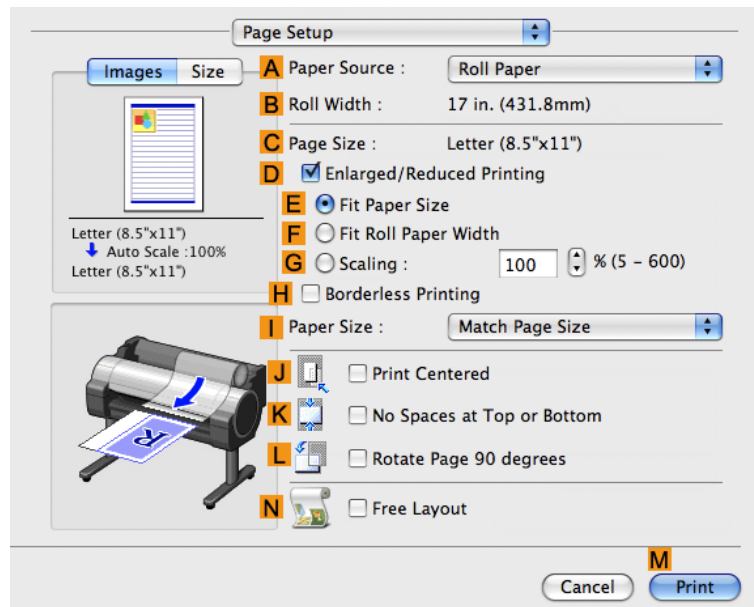 Page Setup
Images Size
A Paper Source : Roll Paper
B Roll Width : 17 in. (431.8mm)
C Page Size : Letter (8.5"x11")
D Enlarged/Reduced Printing
E Fit Paper Size
Letter (8.5"x11")
F Fit Roll Paper Width
Auto Scale :100%
Letter (8.5"x11")
G Scaling : 100 % (5 - 600)
H Borderless Printing
I Paper Size : Match Page Size
J Print Centered
K No Spaces at Top or Bottom
R
L Rotate Page 90 degrees
N Free Layout
M
Cancel Print